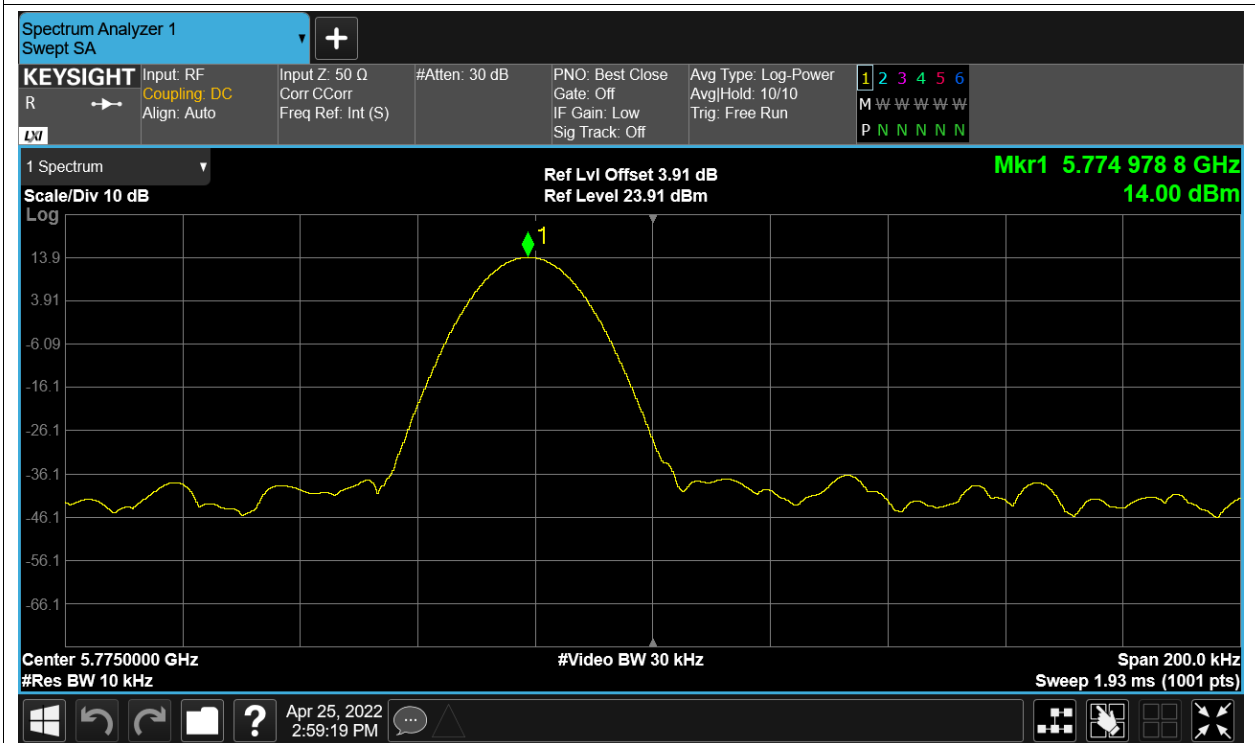 Spectrum Analyzer 1
Swept SA
KEYSIGHT
R
LXI
Input: RF
Coupling: DC
Align: Auto
Input Z: 50 Ω
Corr CCorr
Freq Ref: Int (S)
#Atten: 30 dB
PNO: Best Close
Gate: Off
IF Gain: Low
Sig Track: Off
Avg Type: Log-Power
Avg|Hold: 10/10
Trig: Free Run
1 2 3 4 5 6
M W W W W W
P N N N N N
1 Spectrum
Scale/Div 10 dB
Log
Ref Lvl Offset 3.91 dB
Ref Level 23.91 dBm
Mkr1 5.774 978 8 GHz
14.00 dBm
1
13.9
3.91
-6.09
-16.1
-26.1
-36.1
-46.1
-56.1
-66.1
Center 5.7750000 GHz
#Res BW 10 kHz
#Video BW 30 kHz
Span 200.0 kHz
Sweep 1.93 ms (1001 pts)
?
Apr 25, 2022
2:59:19 PM